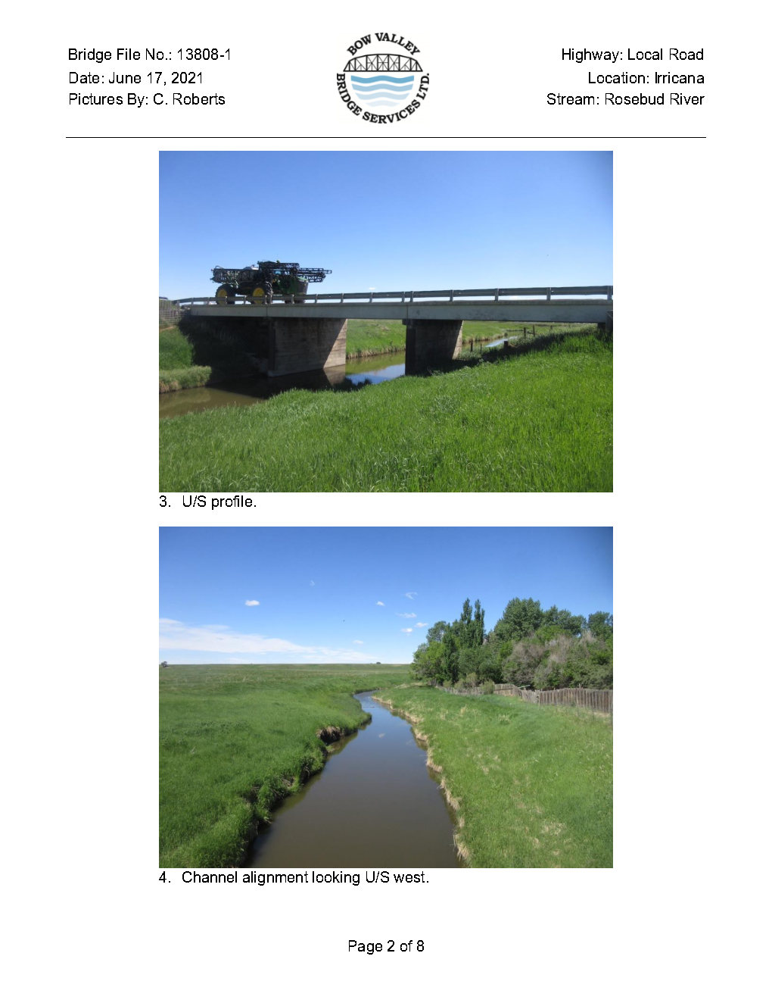 Bridge File No.: 13808-1
Date: June 17, 2021
Pictures By: C. Roberts
BOW VALLEY
BRIDGE SERVICES LTD.
Highway: Local Road
Location: Irricana
Stream: Rosebud River
3. U/S profile.
4. Channel alignment looking U/S west.
Page 2 of 8